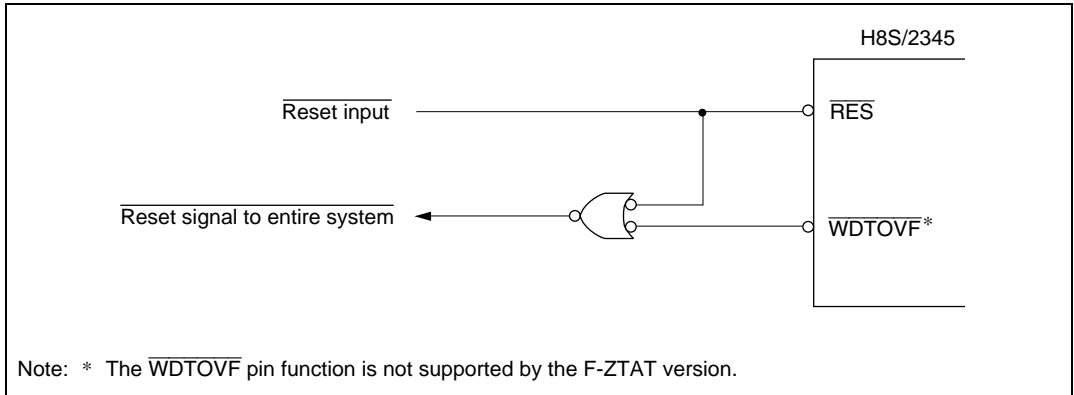 H8S/2345
Reset input
RES
Reset signal to entire system
WDTOVF*
Note: * The WDTOVF pin function is not supported by the F-ZTAT version.